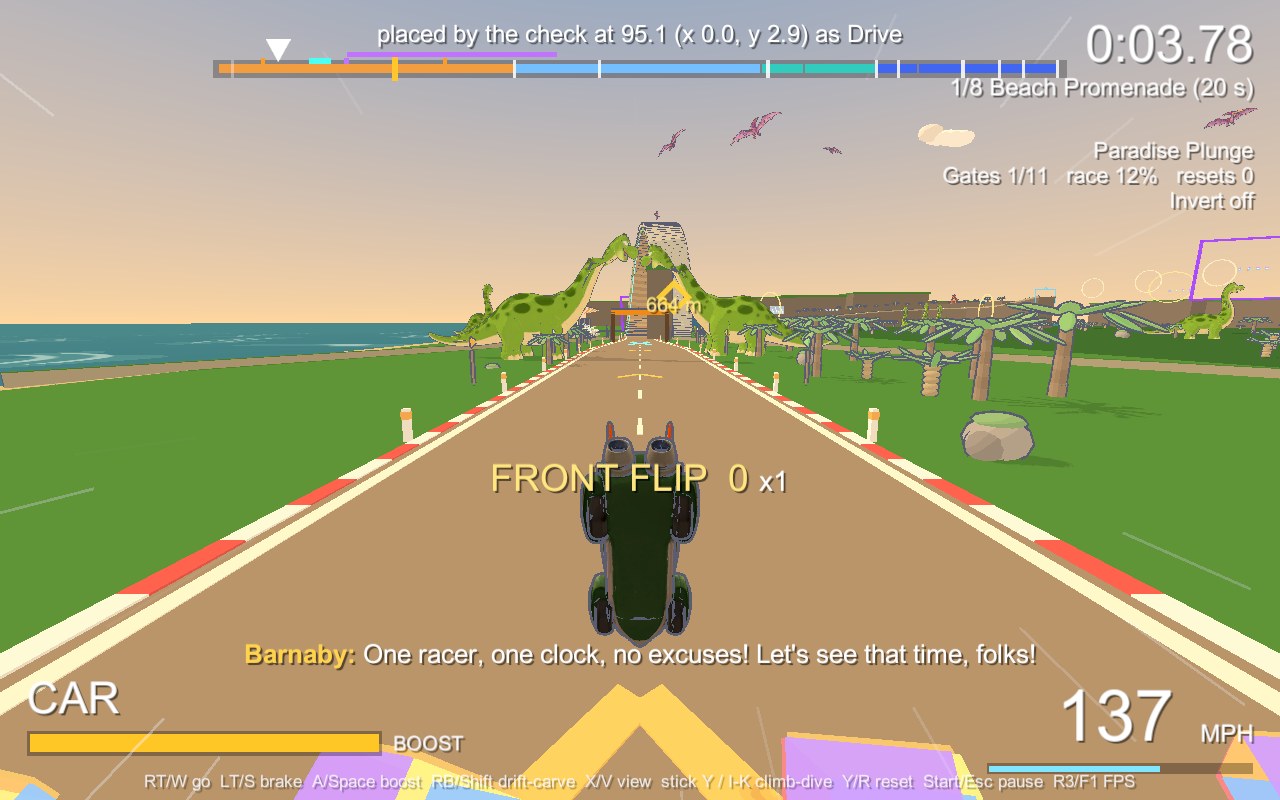 placed by the check at 95.1 (x 0.0, y 2.9) as Drive
0:03.78
1/8 Beach Promenade (20 s)
Paradise Plunge
Gates 1/11 race 12% resets 0
Invert off
664 m
FRONT FLIP 0 x1
Barnaby: One racer, one clock, no excuses! Let's see that time, folks!
CAR
BOOST
137 MPH
RT/W go LT/S brake A/Space boost RB/Shift drift-carve X/V view stick Y / I-K climb-dive Y/R reset Start/Esc pause R3/F1 FPS